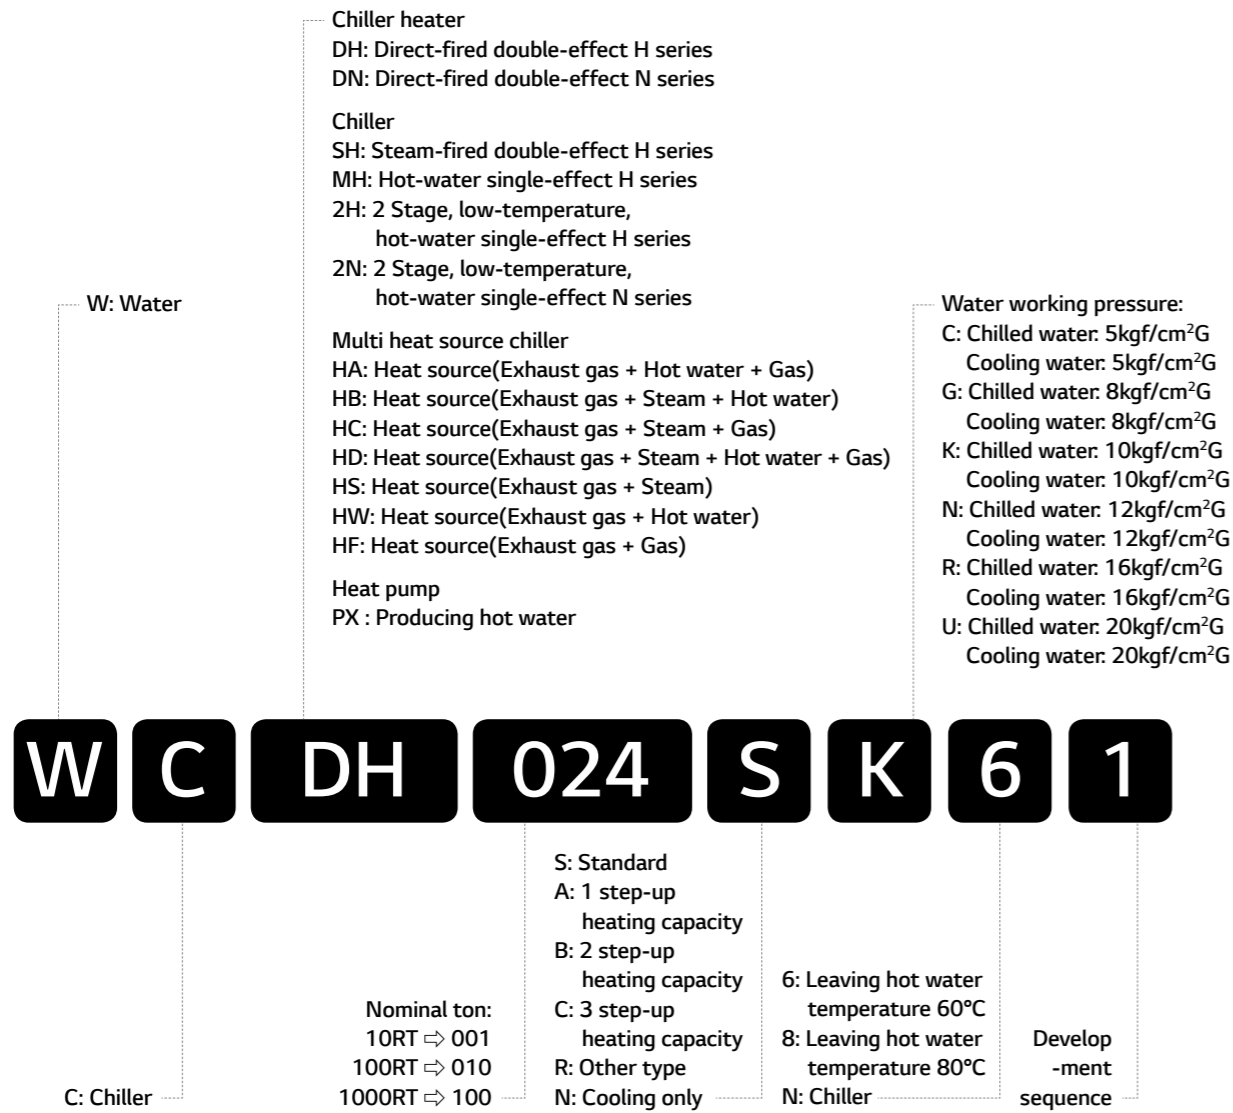 Chiller heater
DH: Direct-fired double-effect H series
DN: Direct-fired double-effect N series
Chiller
SH: Steam-fired double-effect H series
MH: Hot-water single-effect H series
2H: 2 Stage, low-temperature,
hot-water single-effect H series
2N: 2 Stage, low-temperature,
hot-water single-effect N series
Multi heat source chiller
HA: Heat source(Exhaust gas + Hot water + Gas)
HB: Heat source(Exhaust gas + Steam + Hot water)
HC: Heat source(Exhaust gas + Steam + Gas)
HD: Heat source(Exhaust gas + Steam + Hot water + Gas)
HS: Heat source(Exhaust gas + Steam)
HW: Heat source(Exhaust gas + Hot water)
HF: Heat source(Exhaust gas + Gas)
Heat pump
PX : Producing hot water
W: Water
Water working pressure:
C: Chilled water: 5kgf/cm²G
Cooling water: 5kgf/cm²G
G: Chilled water: 8kgf/cm²G
Cooling water: 8kgf/cm²G
K: Chilled water: 10kgf/cm²G
Cooling water: 10kgf/cm²G
N: Chilled water: 12kgf/cm²G
Cooling water: 12kgf/cm²G
R: Chilled water: 16kgf/cm²G
Cooling water: 16kgf/cm²G
U: Chilled water: 20kgf/cm²G
Cooling water: 20kgf/cm²G
W C DH 024 S K 6 1
C: Chiller
Nominal ton:
10RT ⇨ 001
100RT ⇨ 010
1000RT ⇨ 100
S: Standard
A: 1 step-up
heating capacity
B: 2 step-up
heating capacity
C: 3 step-up
heating capacity
R: Other type
N: Cooling only
6: Leaving hot water
temperature 60°C
8: Leaving hot water
temperature 80°C
N: Chiller
Develop
-ment
sequence